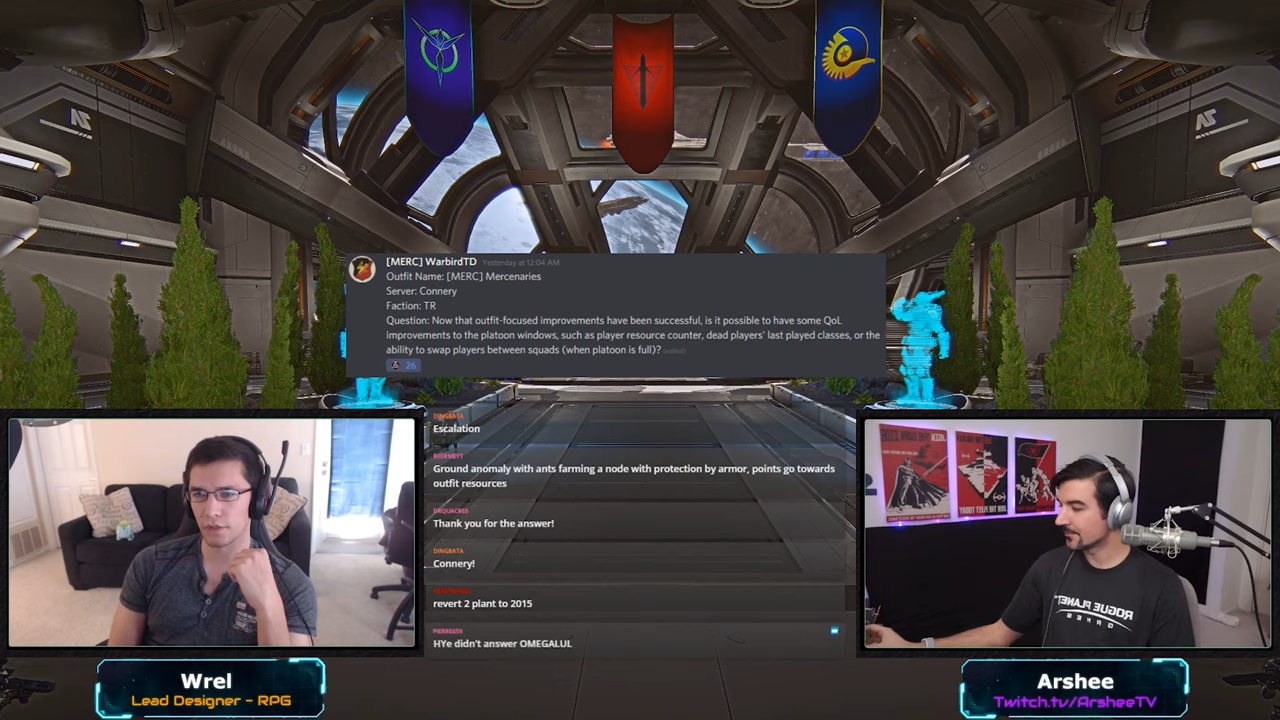 [MERC] WarbirdTD Yesterday at 12:04 AM
Outfit Name: [MERC] Mercenaries
Server: Connery
Faction: TR
Question: Now that outfit-focused improvements have been successful, is it possible to have some QoL
improvements to the platoon windows, such as player resource counter, dead players' last played classes, or the
ability to swap players between squads (when platoon is full)? (edited)
26
DINGBATA
Escalation
Ground anomaly with ants farming a node with protection by armor, points go towards
outfit resources
Thank you for the answer!
DINGBATA
Connery!
revert 2 plant to 2015
HYe didn't answer OMEGALUL
ROGUE PLANET
GAMES
Wrel
Lead Designer - RPG
Arshee
Twitch.tv/ArsheeTV